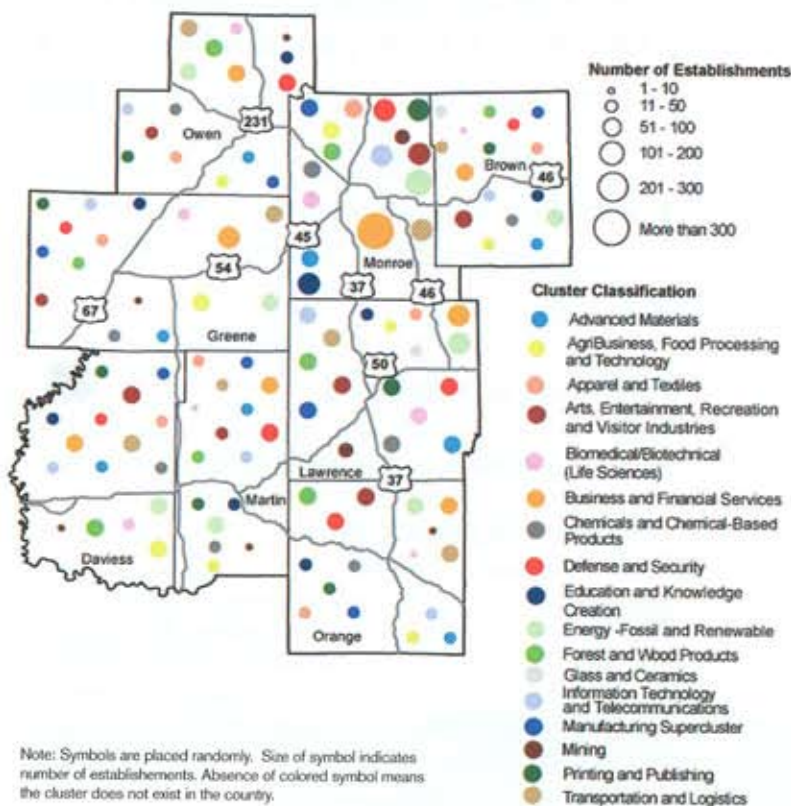 Number of Establishments
1 - 10
11 - 50
51 - 100
101 - 200
201 - 300
More than 300
231
Owen
Brown
46
45
54
Monroe
37
46
67
Greene
50
Lawrence
37
Martin
Daviess
Orange
Cluster Classification
Advanced Materials
AgriBusiness, Food Processing
and Technology
Apparel and Textiles
Arts, Entertainment, Recreation
and Visitor Industries
Biomedical/Biotechnical
(Life Sciences)
Business and Financial Services
Chemicals and Chemical-Based
Products
Defense and Security
Education and Knowledge
Creation
Energy -Fossil and Renewable
Forest and Wood Products
Glass and Ceramics
Information Technology
and Telecommunications
Manufacturing Supercluster
Mining
Printing and Publishing
Transportation and Logistics
Note: Symbols are placed randomly. Size of symbol indicates
number of establishements. Absence of colored symbol means
the cluster does not exist in the country.